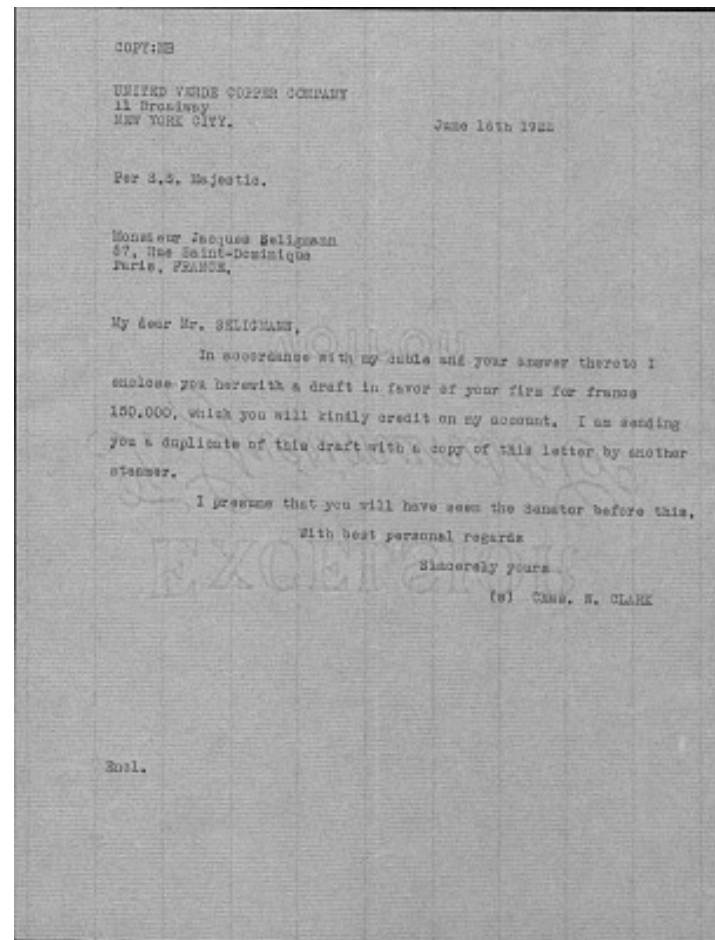 COPY:NB
UNITED VERDE COPPER COMPANY
11 Broadway
NEW YORK CITY.
June 16th 1922
Per S.S. Majestic.
Monsieur Jacques Seligmann
57, Rue Saint-Dominique
Paris, FRANCE.
My dear Mr. SELIGMANN,
In accordance with my cable and your answer thereto I
enclose you herewith a draft in favor of your firm for francs
150.000, which you will kindly credit on my account. I am sending
you a duplicate of this draft with a copy of this letter by another
steamer.
I presume that you will have seen the Senator before this.
With best personal regards
Sincerely yours
(s) CHAS. W. CLARK
Encl.
EXCELSIOR